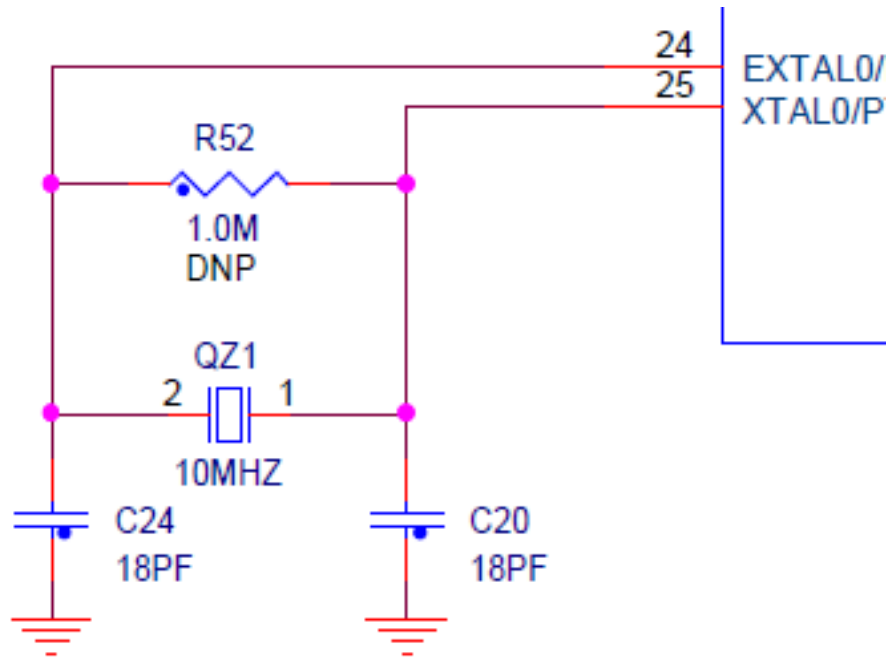 24
EXTAL0/
25
XTAL0/P
R52
1.0M
DNP
QZ1
2
1
10MHZ
C24
18PF
C20
18PF